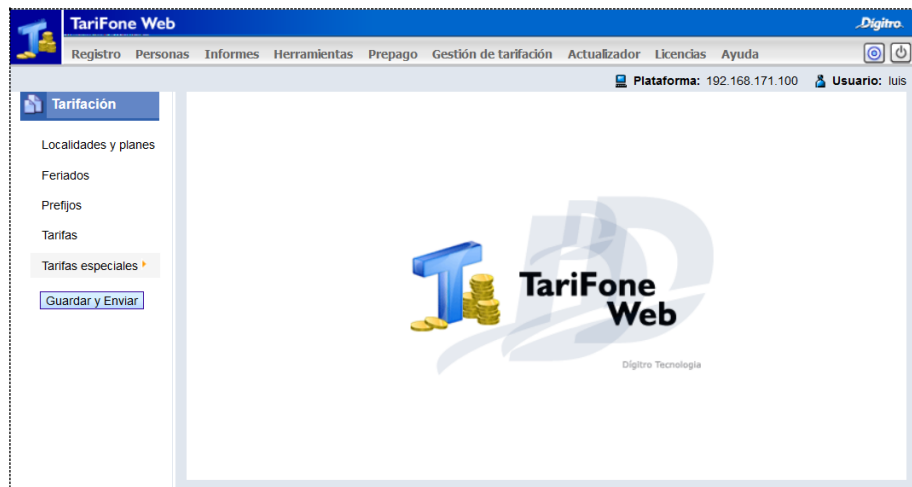 TariFone Web
Dígitro
Registro Personas Informes Herramientas Prepago Gestión de tarifación Actualizador Licencias Ayuda
Plataforma: 192.168.171.100 Usuario: luis
Tarifación
Localidades y planes
Feriados
Prefijos
Tarifas
Tarifas especiales
Guardar y Enviar
TariFone
Web
Dígitro Tecnologia